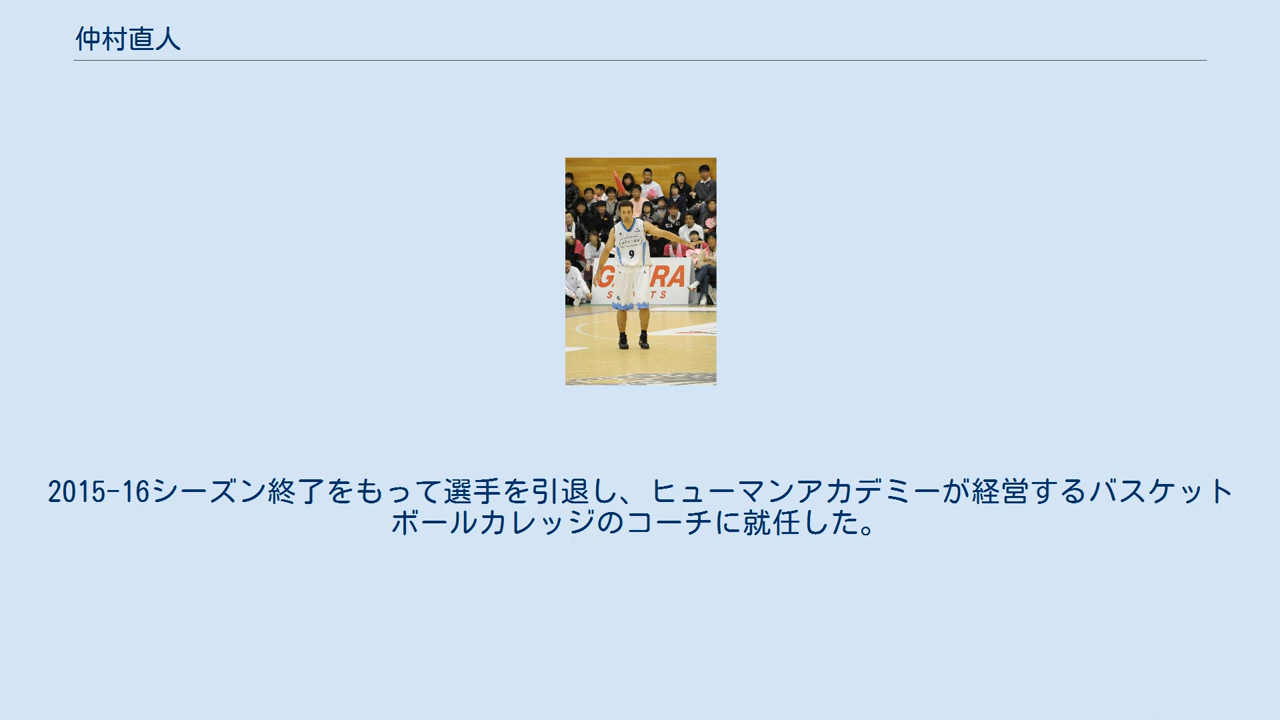 仲村直人
9
2015-16シーズン終了をもって選手を引退し、ヒューマンアカデミーが経営するバスケット
ボールカレッジのコーチに就任した。